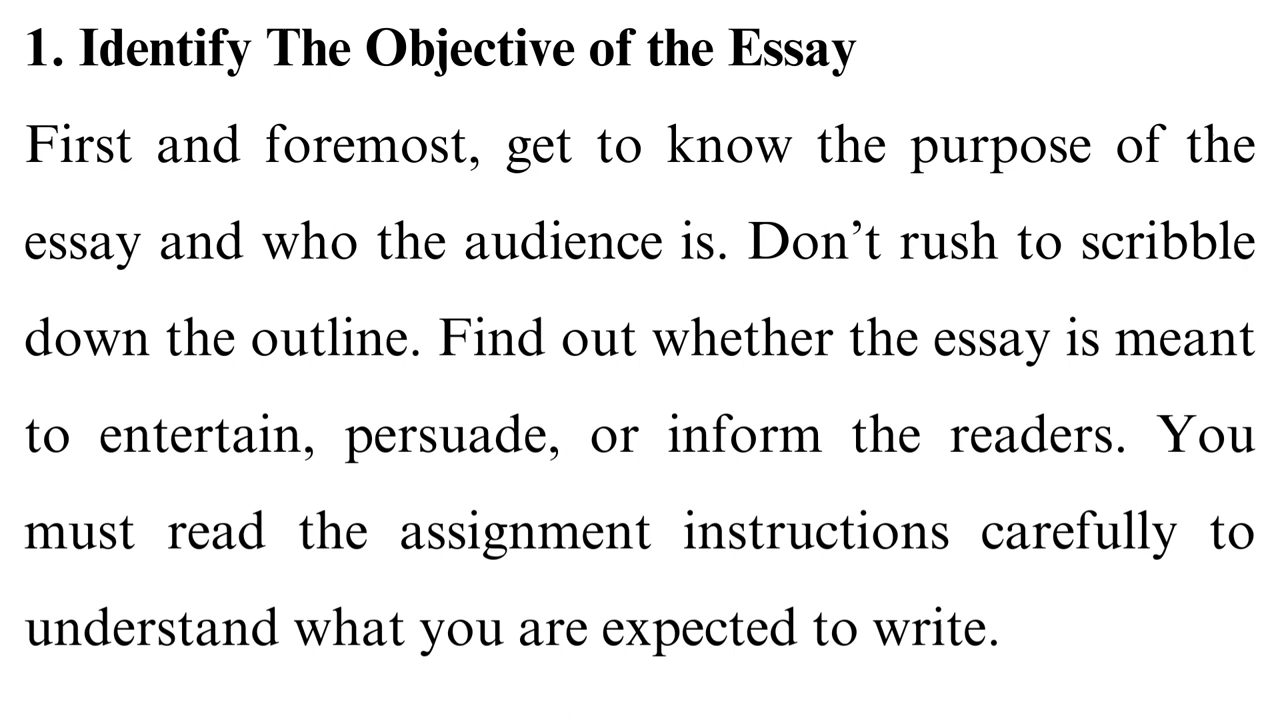 1. Identify The Objective of the Essay
First and foremost, get to know the purpose of the
essay and who the audience is. Don’t rush to scribble
down the outline. Find out whether the essay is meant
to entertain, persuade, or inform the readers. You
must read the assignment instructions carefully to
understand what you are expected to write.